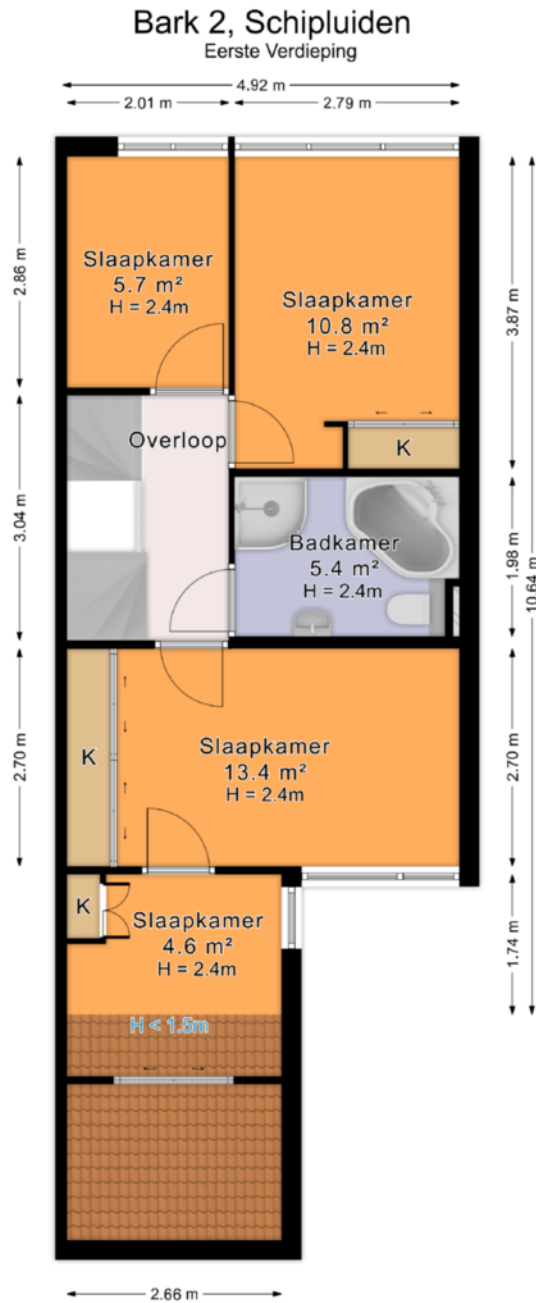 Bark 2, Schipluiden
Eerste Verdieping
4.92 m
2.01 m
2.79 m
2.86 m
3.04 m
2.70 m
Slaapkamer
5.7 m²
H = 2.4m
Slaapkamer
10.8 m²
H = 2.4m
K
Overloop
Badkamer
5.4 m²
H = 2.4m
K
Slaapkamer
13.4 m²
H = 2.4m
K
Slaapkamer
4.6 m²
H = 2.4m
H < 1.5m
3.87 m
1.98 m
2.70 m
1.74 m
10.64 m
2.66 m